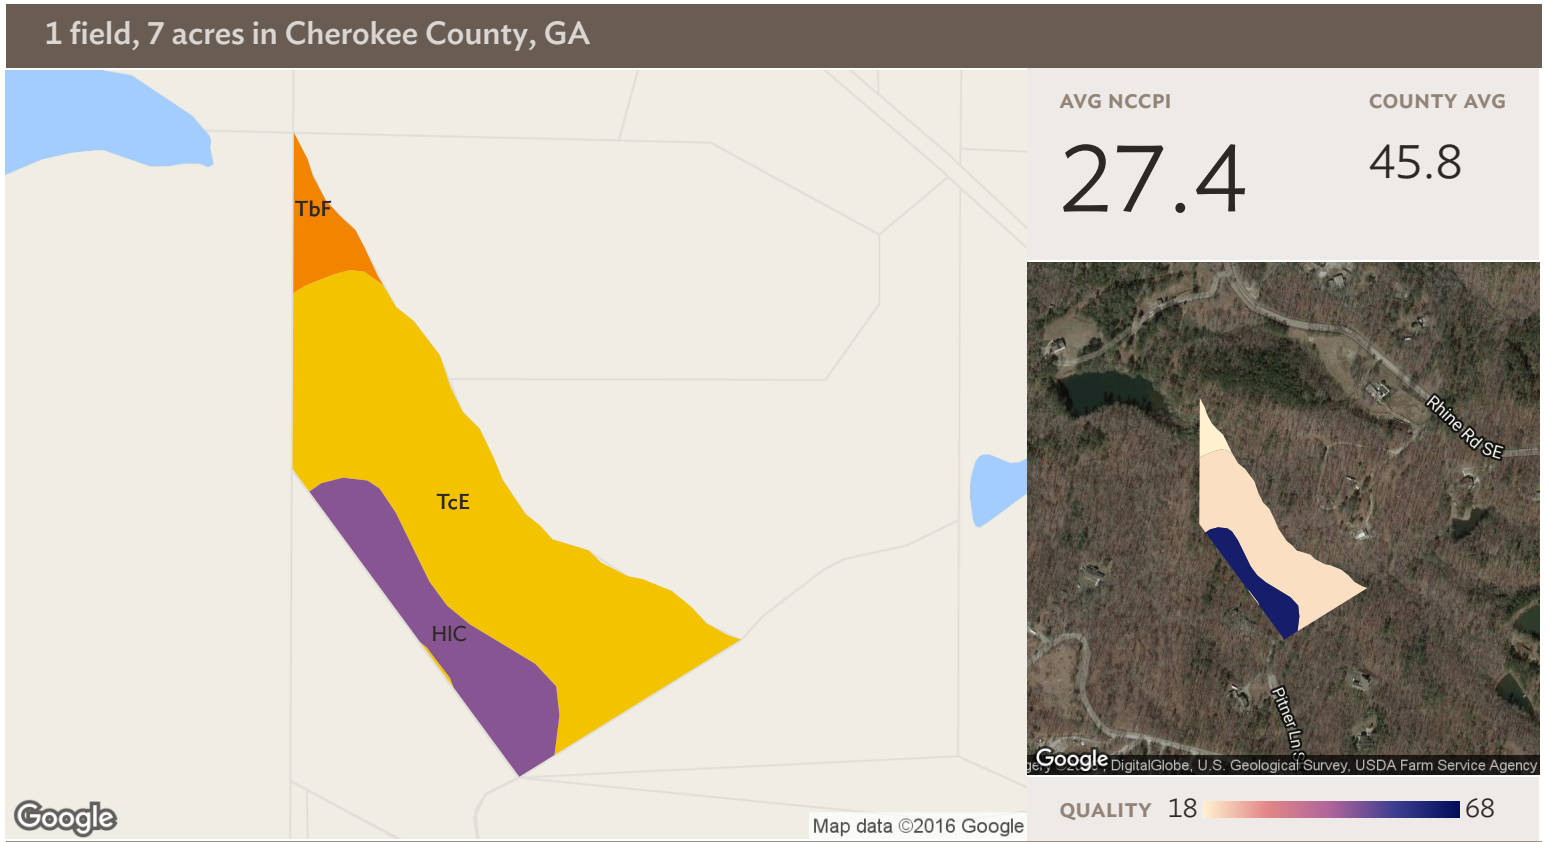 1 field, 7 acres in Cherokee County, GA
AVG NCCPI
COUNTY AVG
27.4
45.8
TbF
TcE
HIC
Rhine Rd SE
Pitner Ln S
Google
DigitalGlobe, U.S. Geological Survey, USDA Farm Service Agency
Google
Map data ©2016 Google
QUALITY 18 68